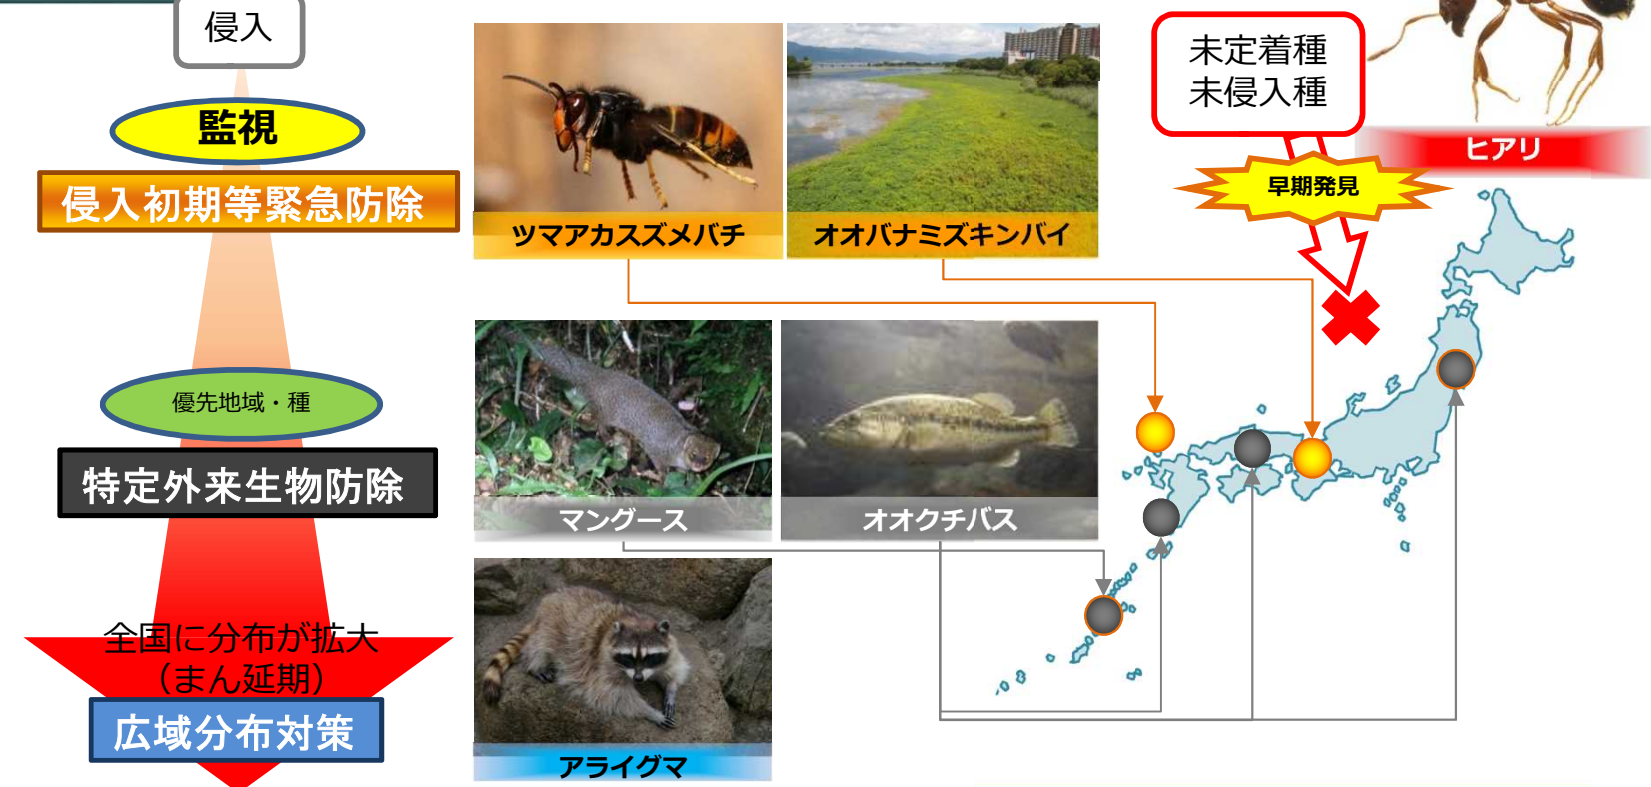 侵入
監視
侵入初期等緊急防除
優先地域・種
特定外来生物防除
全国に分布が拡大
（まん延期）
広域分布対策
ツマアカスズメバチ
オオバナミズキンバイ
マングース
オオクチバス
アライグマ
未定着種
未侵入種
早期発見
ヒアリ